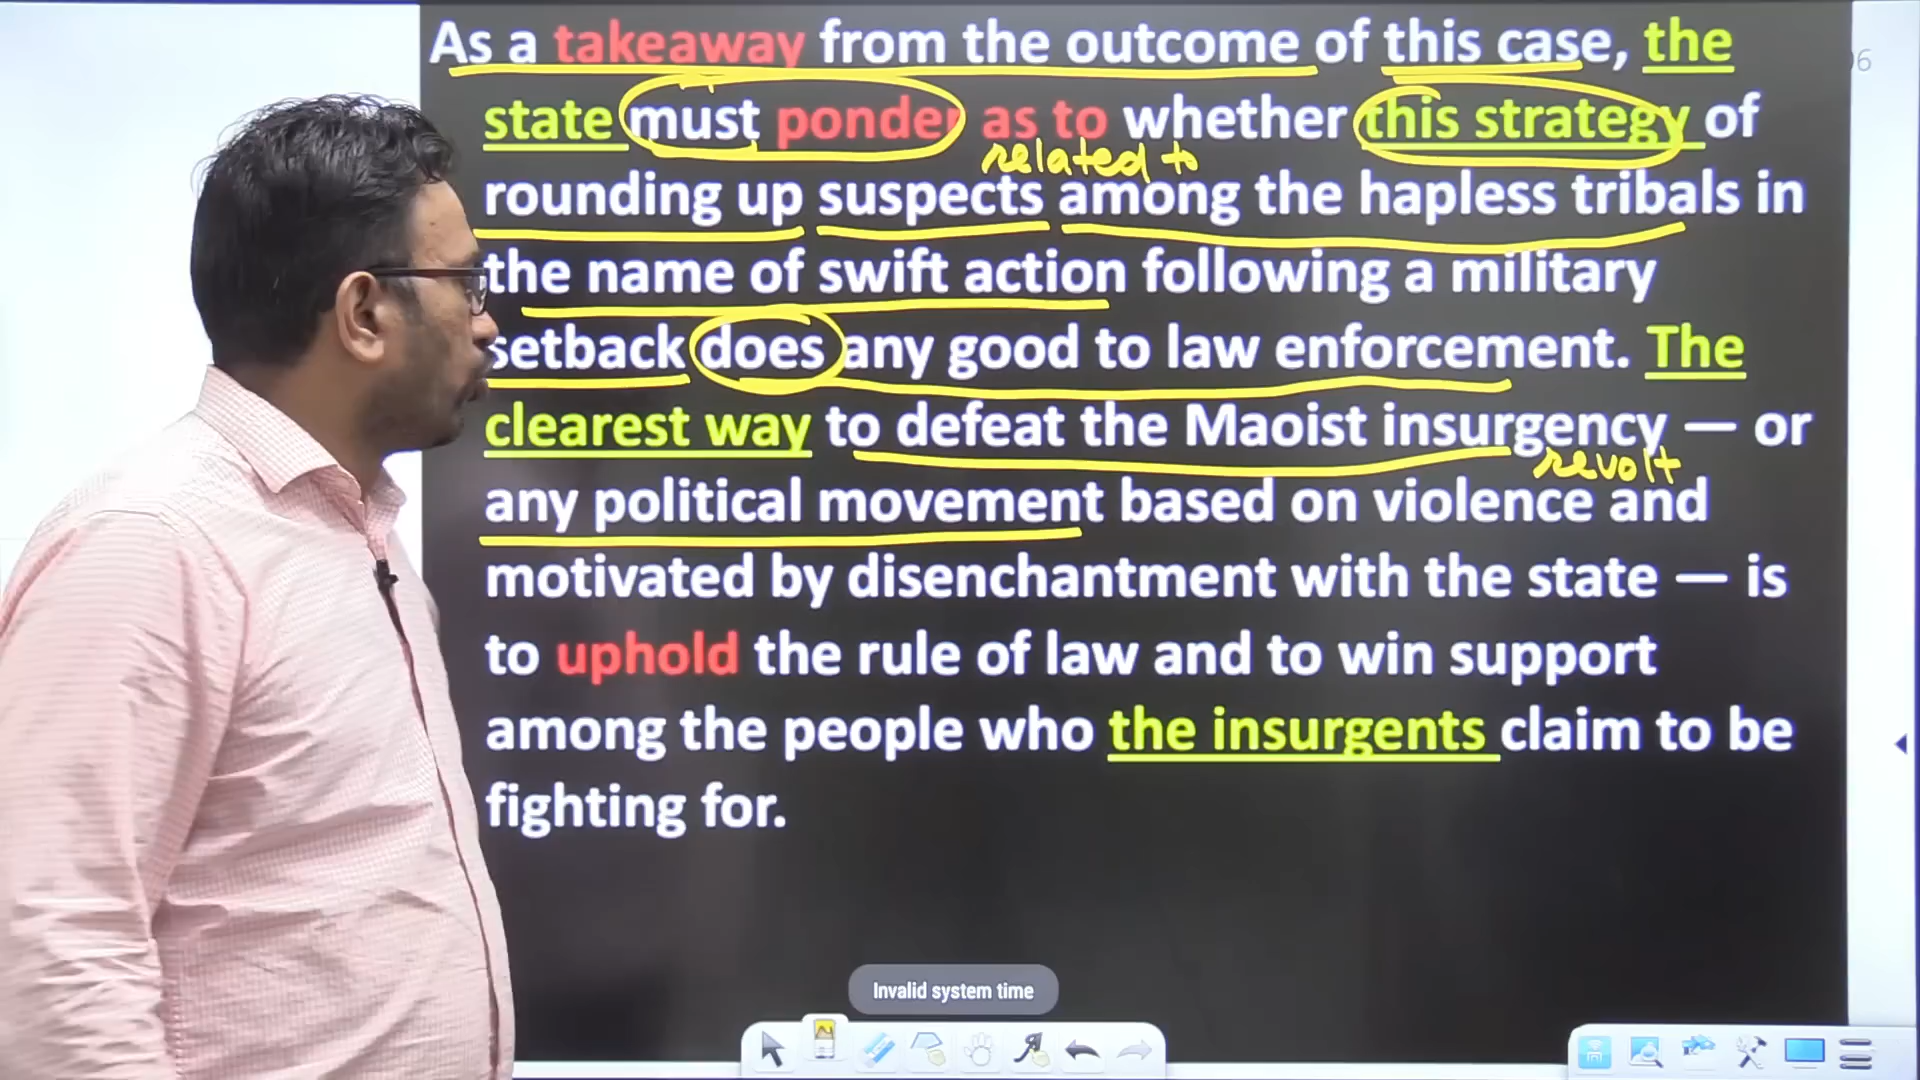 As a takeaway from the outcome of this case, the
state must ponder as to whether this strategy of
related to
rounding up suspects among the hapless tribals in
the name of swift action following a military
setback does any good to law enforcement. The
clearest way to defeat the Maoist insurgency — or
revolt
any political movement based on violence and
motivated by disenchantment with the state — is
to uphold the rule of law and to win support
among the people who the insurgents claim to be
fighting for.
Invalid system time